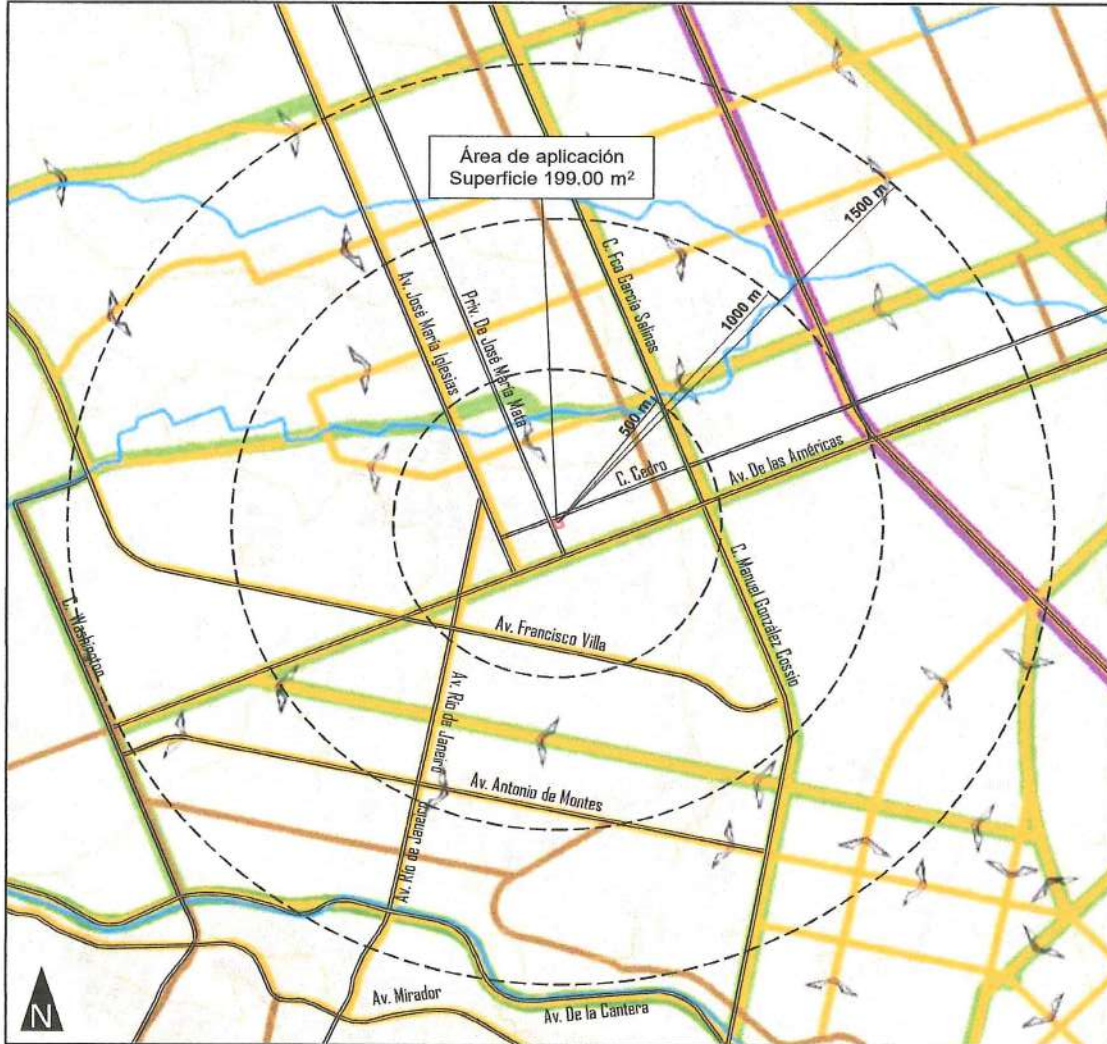 Área de aplicación
Superficie 199.00 m²
1500 m
1000 m
500 m
Av. José María Iglesias
Priv. De José María Mata
C. Fco García Salinas
C. Cedro
Av. De las Américas
C. Manuel González Cossio
C. Washington
Av. Francisco Villa
Av. Río de Janeiro
Av. Antonio de Montes
Av. Río de Janeiro
Av. Mirador
Av. De la Cantera
N